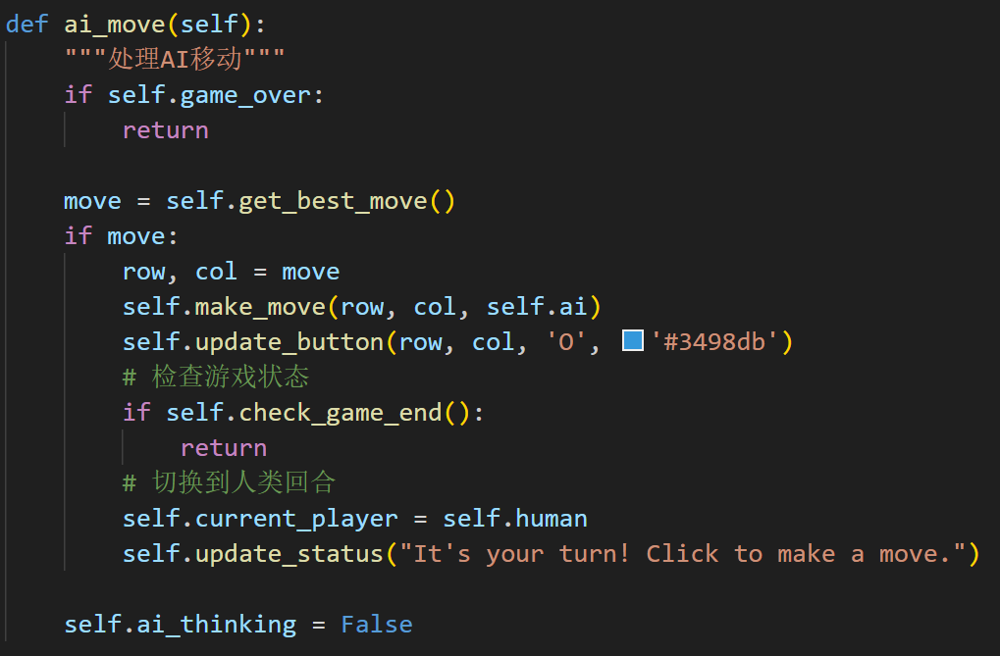 def ai_move(self):
    """处理AI移动"""
    if self.game_over:
        return

    move = self.get_best_move()
    if move:
        row, col = move
        self.make_move(row, col, self.ai)
        self.update_button(row, col, 'O', '#3498db')
        # 检查游戏状态
        if self.check_game_end():
            return
        # 切换到人类回合
        self.current_player = self.human
        self.update_status("It's your turn! Click to make a move.")

    self.ai_thinking = False